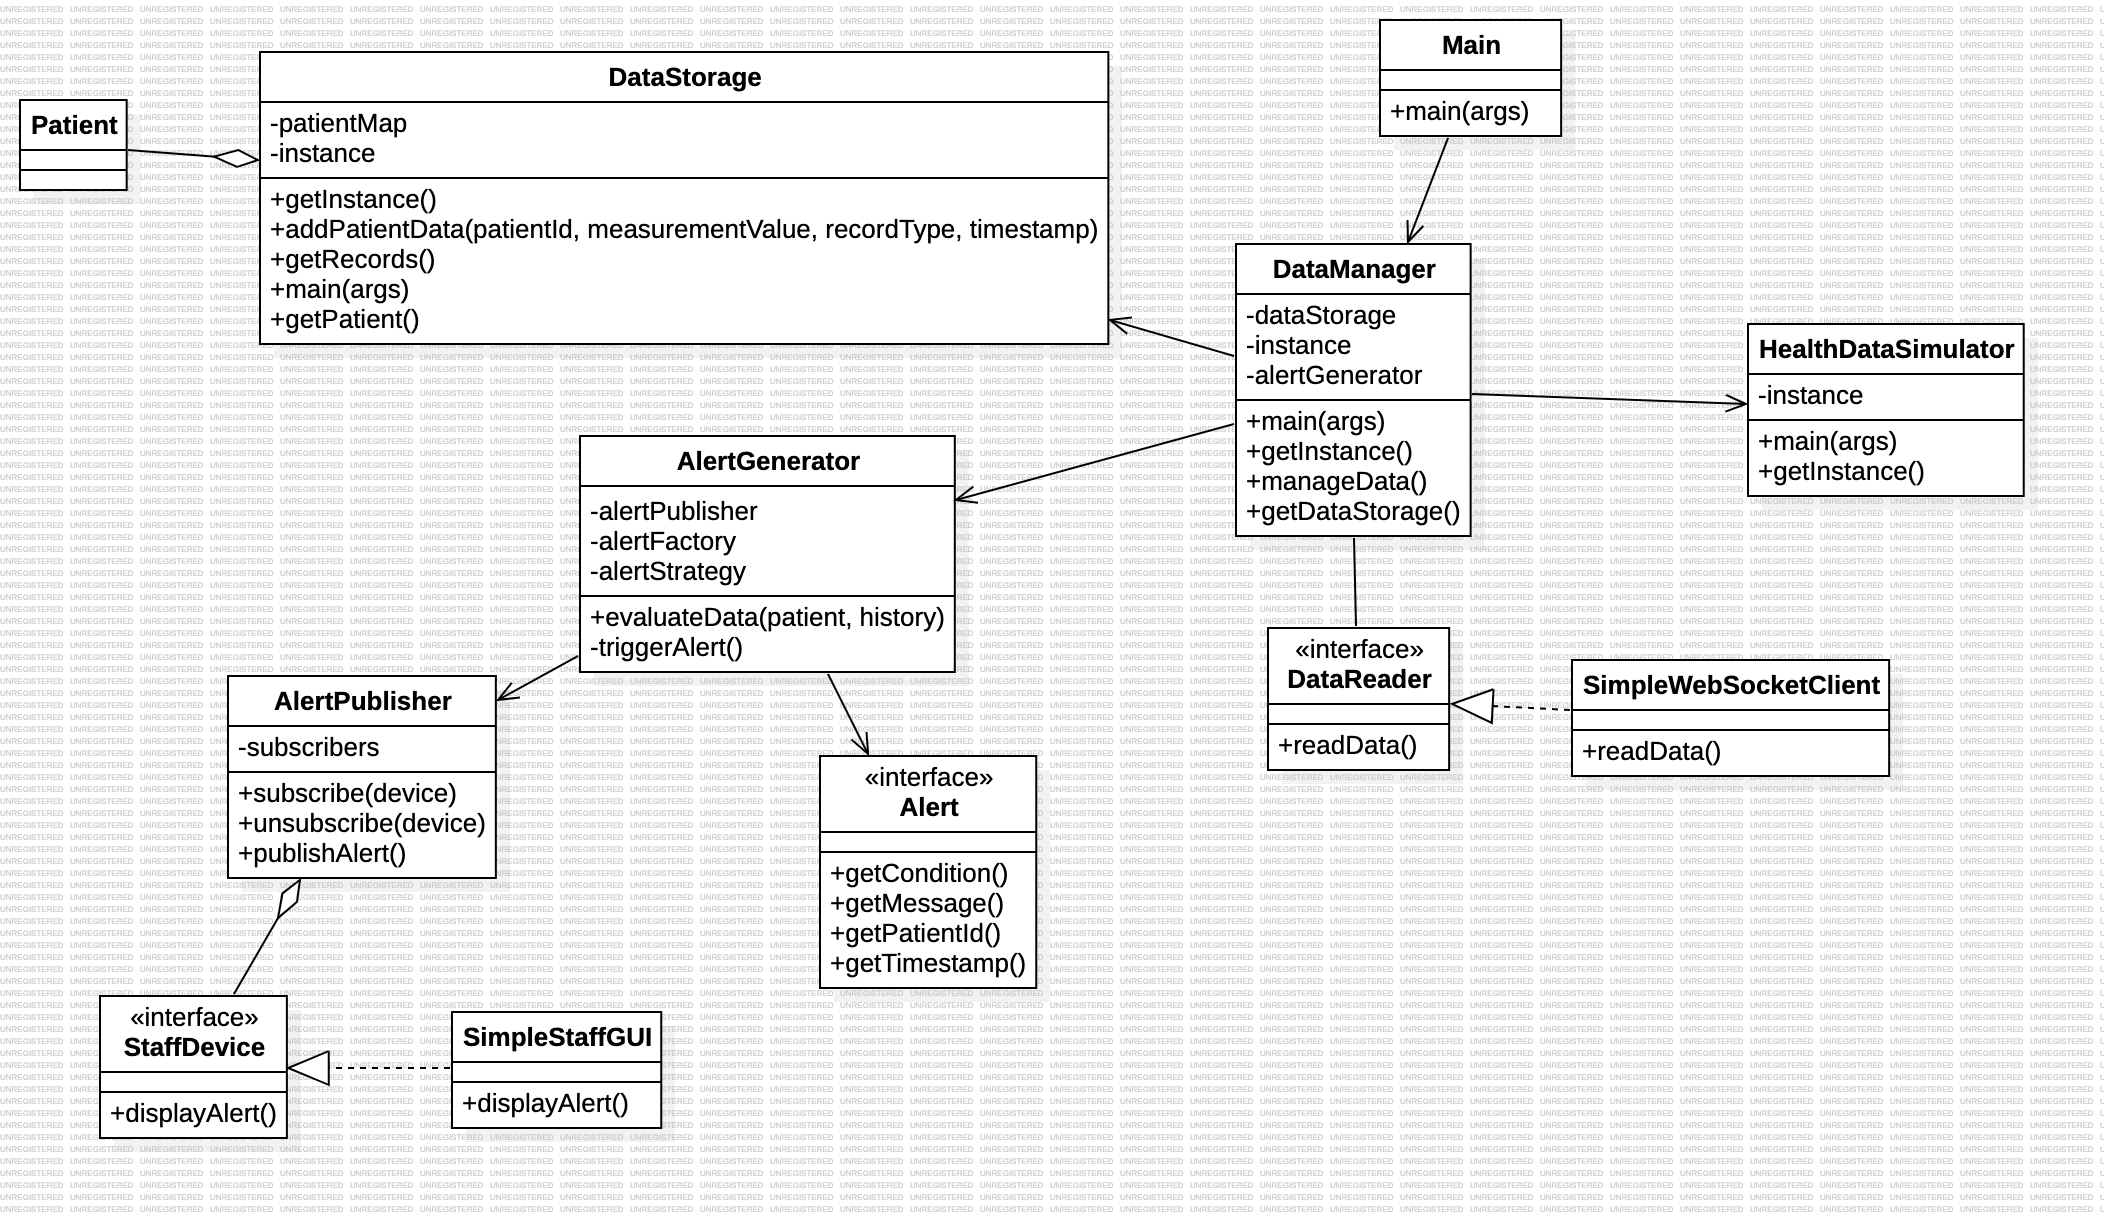 Main
+main(args)
DataStorage
-patientMap
-instance
+getInstance()
+addPatientData(patientId, measurementValue, recordType, timestamp)
+getRecords()
+main(args)
+getPatient()
Patient
DataManager
-dataStorage
-instance
-alertGenerator
+main(args)
+getInstance()
+manageData()
+getDataStorage()
HealthDataSimulator
-instance
+main(args)
+getInstance()
AlertGenerator
-alertPublisher
-alertFactory
-alertStrategy
+evaluateData(patient, history)
-triggerAlert()
«interface»
DataReader
+readData()
SimpleWebSocketClient
+readData()
AlertPublisher
-subscribers
+subscribe(device)
+unsubscribe(device)
+publishAlert()
«interface»
Alert
+getCondition()
+getMessage()
+getPatientId()
+getTimestamp()
«interface»
StaffDevice
+displayAlert()
SimpleStaffGUI
+displayAlert()
UNREGISTERED